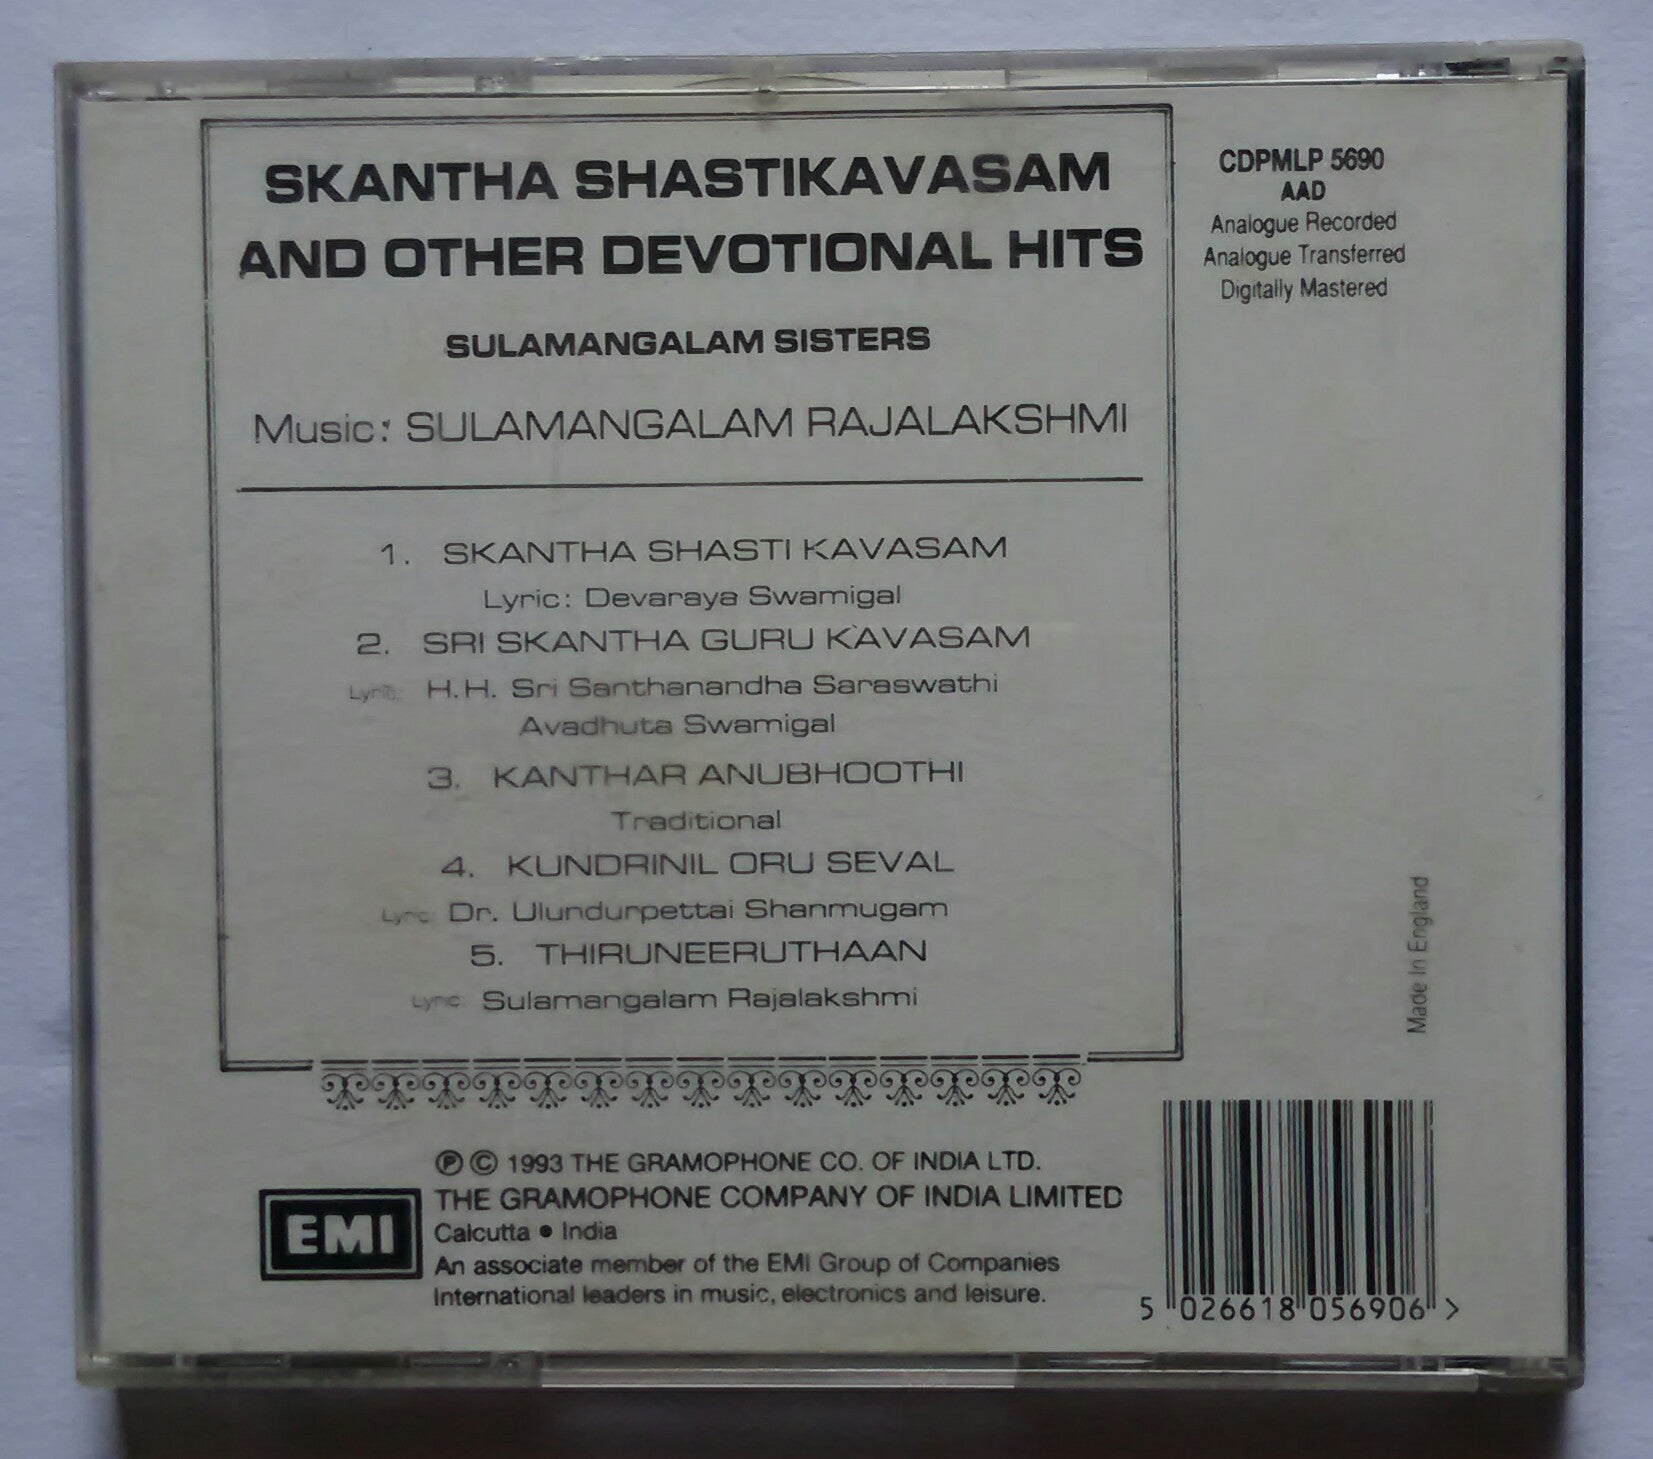 SKANTHA SHASTIKAVASAM
AND OTHER DEVOTIONAL HITS
SULAMANGALAM SISTERS
Music: SULAMANGALAM RAJALAKSHMI
1. SKANTHA SHASTI KAVASAM
Lyric: Devaraya Swamigal
2. SRI SKANTHA GURU KAVASAM
Lyric: H.H. Sri Santhanandha Saraswathi
Avadhuta Swamigal
3. KANTHAR ANUBHOOTHI
Traditional
4. KUNDRINIL ORU SEVAL
Lyric Dr. Ulundurpettai Shanmugam
5. THIRUNEERUTHAAN
Lyric Sulamangalam Rajalakshmi
CDPMLP 5690
AAD
Analogue Recorded
Analogue Transferred
Digitally Mastered
Made In England
℗ © 1993 THE GRAMOPHONE CO. OF INDIA LTD.
THE GRAMOPHONE COMPANY OF INDIA LIMITED
Calcutta • India
An associate member of the EMI Group of Companies
International leaders in music, electronics and leisure.
EMI
5 026618 056906 >